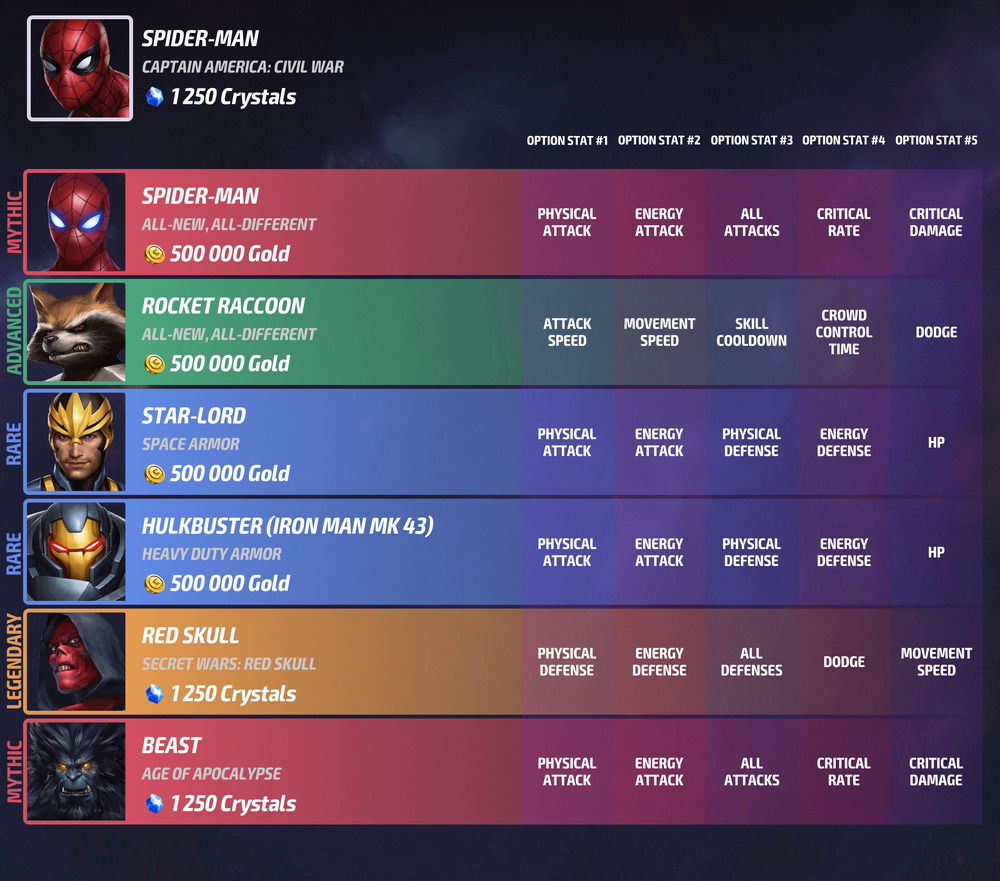 SPIDER-MAN
CAPTAIN AMERICA: CIVIL WAR
1 250 Crystals
OPTION STAT #1 OPTION STAT #2 OPTION STAT #3 OPTION STAT #4 OPTION STAT #5
MYTHIC
SPIDER-MAN
ALL-NEW, ALL-DIFFERENT
500 000 Gold
PHYSICAL
ATTACK
ENERGY
ATTACK
ALL
ATTACKS
CRITICAL
RATE
CRITICAL
DAMAGE
ADVANCED
ROCKET RACCOON
ALL-NEW, ALL-DIFFERENT
500 000 Gold
ATTACK
SPEED
MOVEMENT
SPEED
SKILL
COOLDOWN
CROWD
CONTROL
TIME
DODGE
RARE
STAR-LORD
SPACE ARMOR
500 000 Gold
PHYSICAL
ATTACK
ENERGY
ATTACK
PHYSICAL
DEFENSE
ENERGY
DEFENSE
HP
RARE
HULKBUSTER (IRON MAN MK 43)
HEAVY DUTY ARMOR
500 000 Gold
PHYSICAL
ATTACK
ENERGY
ATTACK
PHYSICAL
DEFENSE
ENERGY
DEFENSE
HP
LEGENDARY
RED SKULL
SECRET WARS: RED SKULL
1 250 Crystals
PHYSICAL
DEFENSE
ENERGY
DEFENSE
ALL
DEFENSES
DODGE
MOVEMENT
SPEED
MYTHIC
BEAST
AGE OF APOCALYPSE
1 250 Crystals
PHYSICAL
ATTACK
ENERGY
ATTACK
ALL
ATTACKS
CRITICAL
RATE
CRITICAL
DAMAGE